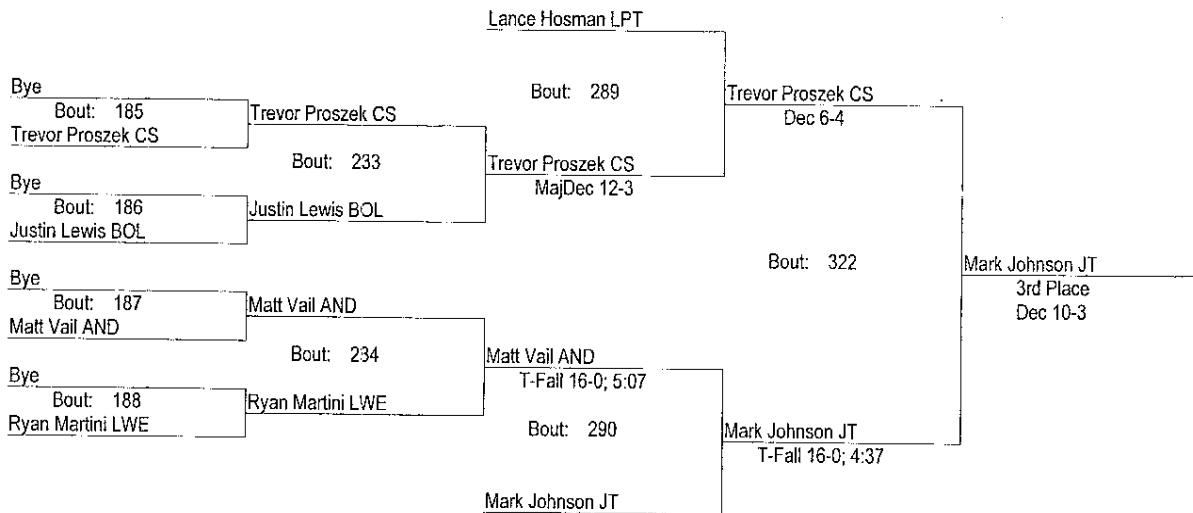 Lance Hosman LPT
Bye
Bout: 185
Trevor Proszek CS
Trevor Proszek CS
Bout: 289
Trevor Proszek CS
Dec 6-4
Bout: 233
Trevor Proszek CS
MajDec 12-3
Bye
Bout: 186
Justin Lewis BOL
Justin Lewis BOL
Bout: 322
Mark Johnson JT
3rd Place
Dec 10-3
Bye
Bout: 187
Matt Vail AND
Matt Vail AND
Bout: 234
Matt Vail AND
T-Fall 16-0; 5:07
Bye
Bout: 188
Ryan Martini LWE
Ryan Martini LWE
Bout: 290
Mark Johnson JT
T-Fall 16-0; 4:37
Mark Johnson JT